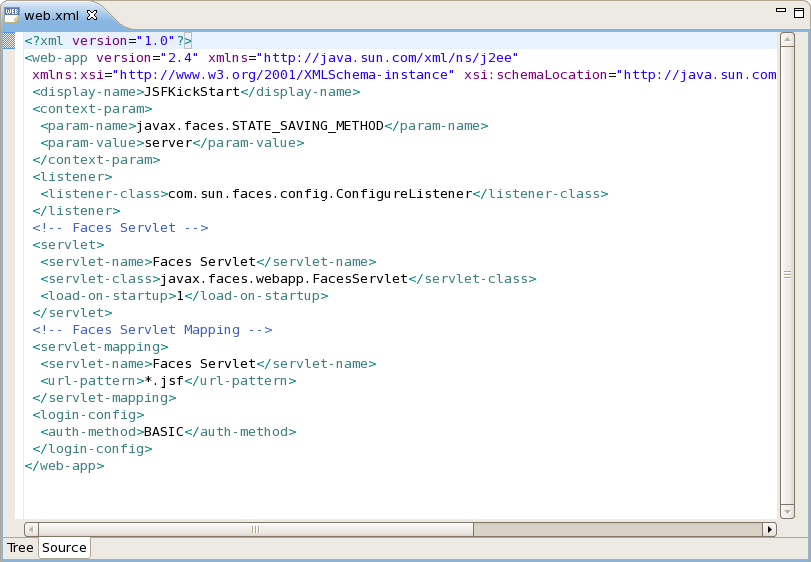 web.xml
<?xml version="1.0"?>
<web-app version="2.4" xmlns="http://java.sun.com/xml/ns/j2ee"
 xmlns:xsi="http://www.w3.org/2001/XMLSchema-instance" xsi:schemaLocation="http://java.sun.com
 <display-name>JSFKickStart</display-name>
 <context-param>
  <param-name>javax.faces.STATE_SAVING_METHOD</param-name>
  <param-value>server</param-value>
 </context-param>
 <listener>
  <listener-class>com.sun.faces.config.ConfigureListener</listener-class>
 </listener>
 <!-- Faces Servlet -->
 <servlet>
  <servlet-name>Faces Servlet</servlet-name>
  <servlet-class>javax.faces.webapp.FacesServlet</servlet-class>
  <load-on-startup>1</load-on-startup>
 </servlet>
 <!-- Faces Servlet Mapping -->
 <servlet-mapping>
  <servlet-name>Faces Servlet</servlet-name>
  <url-pattern>*.jsf</url-pattern>
 </servlet-mapping>
 <login-config>
  <auth-method>BASIC</auth-method>
 </login-config>
</web-app>
Tree Source